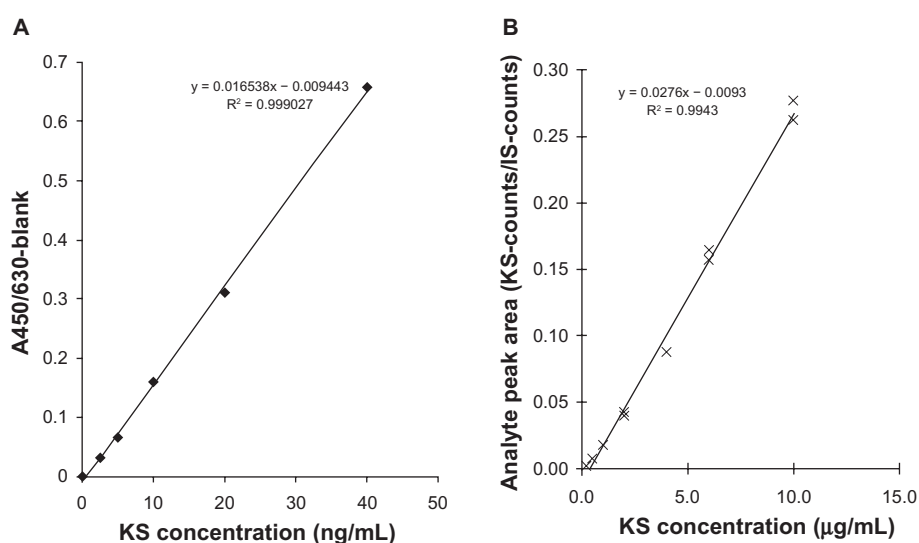 A
y = 0.016538x − 0.009443
R² = 0.999027
A450/630-blank
0.7
0.6
0.5
0.4
0.3
0.2
0.1
0
0 10 20 30 40 50
KS concentration (ng/mL)
B
y = 0.0276x − 0.0093
R² = 0.9943
Analyte peak area (KS-counts/IS-counts)
0.30
0.25
0.20
0.15
0.10
0.05
0.00
0.0 5.0 10.0 15.0
KS concentration (μg/mL)